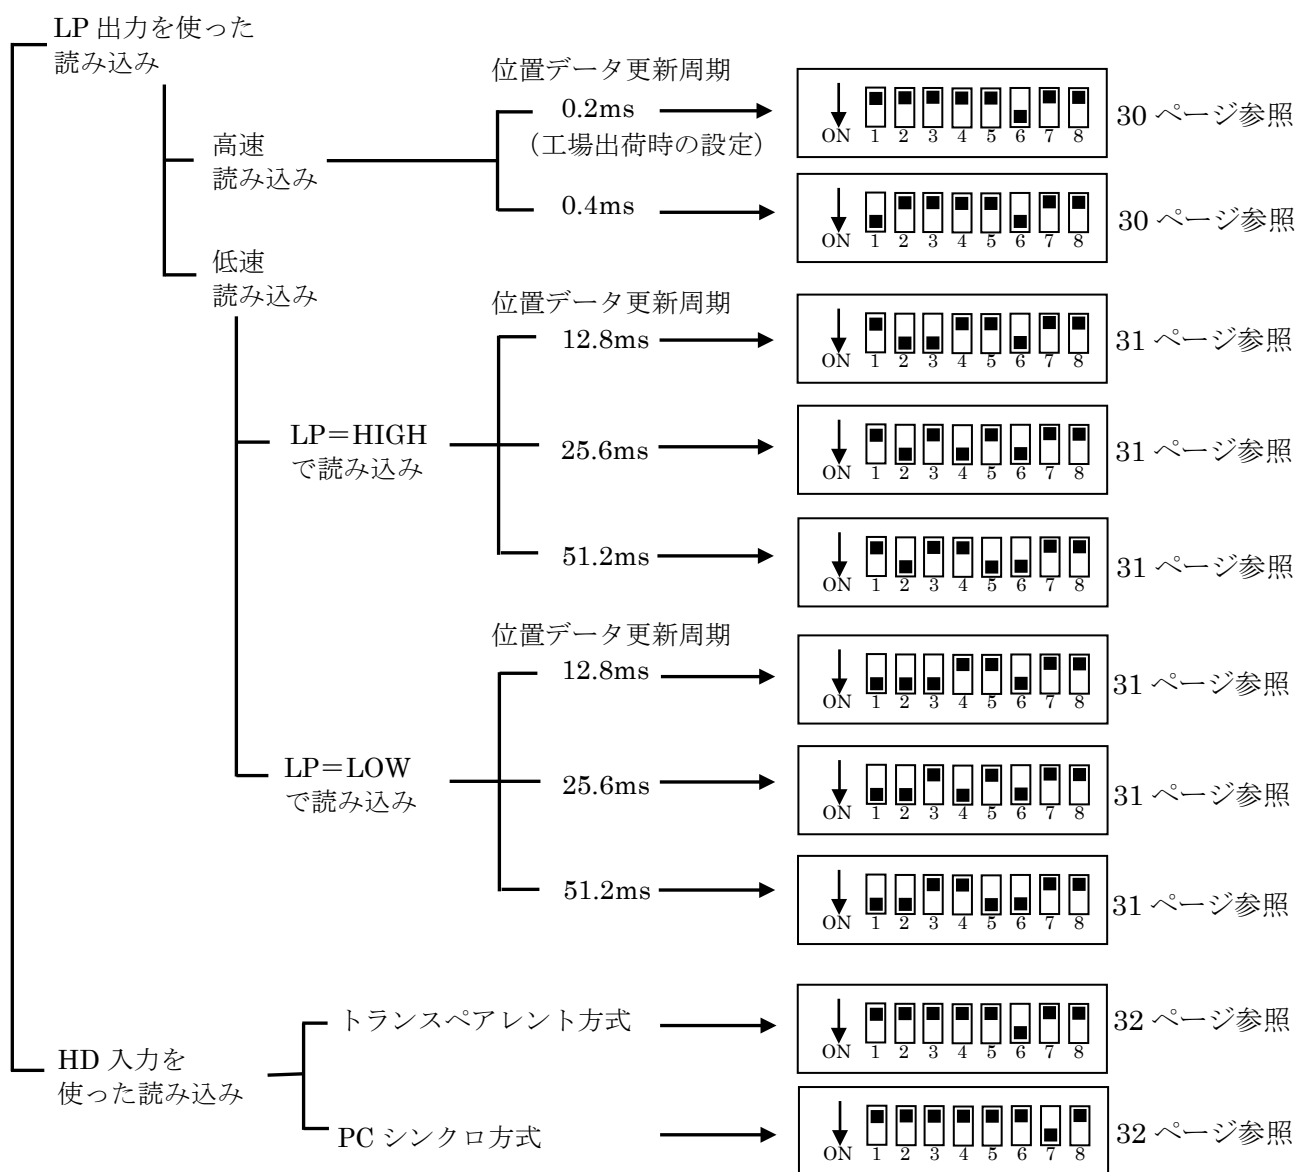 LP 出力を使った
読み込み
高速
読み込み
位置データ更新周期
0.2ms
（工場出荷時の設定）
ON 1 2 3 4 5 6 7 8
30 ページ参照
0.4ms
ON 1 2 3 4 5 6 7 8
30 ページ参照
低速
読み込み
LP＝HIGH
で読み込み
位置データ更新周期
12.8ms
ON 1 2 3 4 5 6 7 8
31 ページ参照
25.6ms
ON 1 2 3 4 5 6 7 8
31 ページ参照
51.2ms
ON 1 2 3 4 5 6 7 8
31 ページ参照
LP＝LOW
で読み込み
位置データ更新周期
12.8ms
ON 1 2 3 4 5 6 7 8
31 ページ参照
25.6ms
ON 1 2 3 4 5 6 7 8
31 ページ参照
51.2ms
ON 1 2 3 4 5 6 7 8
31 ページ参照
HD 入力を
使った読み込み
トランスペアレント方式
ON 1 2 3 4 5 6 7 8
32 ページ参照
PC シンクロ方式
ON 1 2 3 4 5 6 7 8
32 ページ参照